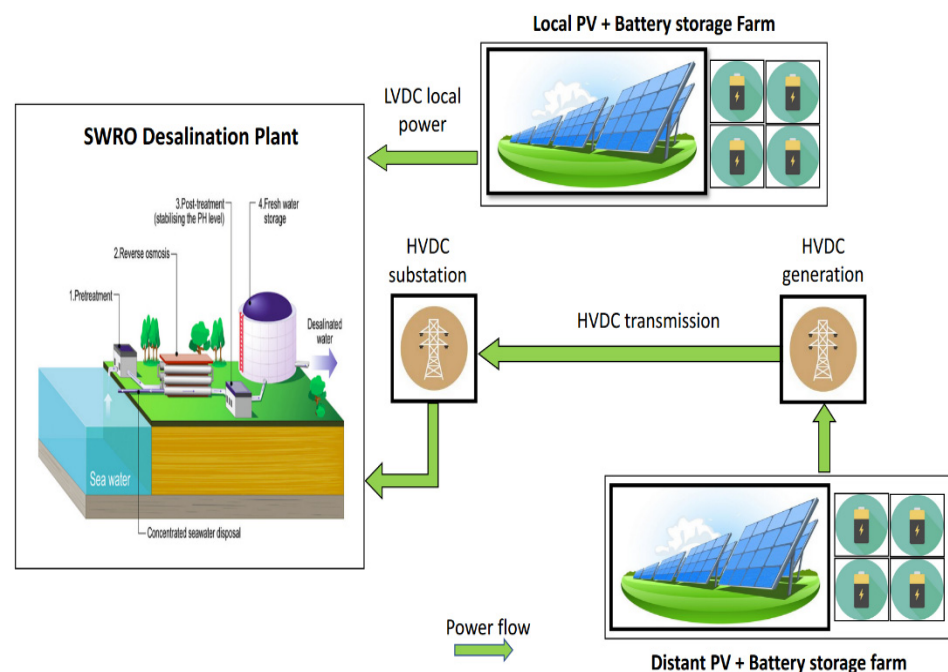 Local PV + Battery storage Farm
LVDC local
power
SWRO Desalination Plant
3.Post-treatment
(stabilising the PH level)
4.Fresh water
storage
2.Reverse osmosis
1.Pretreatment
Desalinated
water
Sea water
Concentrated seawater disposal
HVDC
substation
HVDC transmission
HVDC
generation
Power flow
Distant PV + Battery storage farm